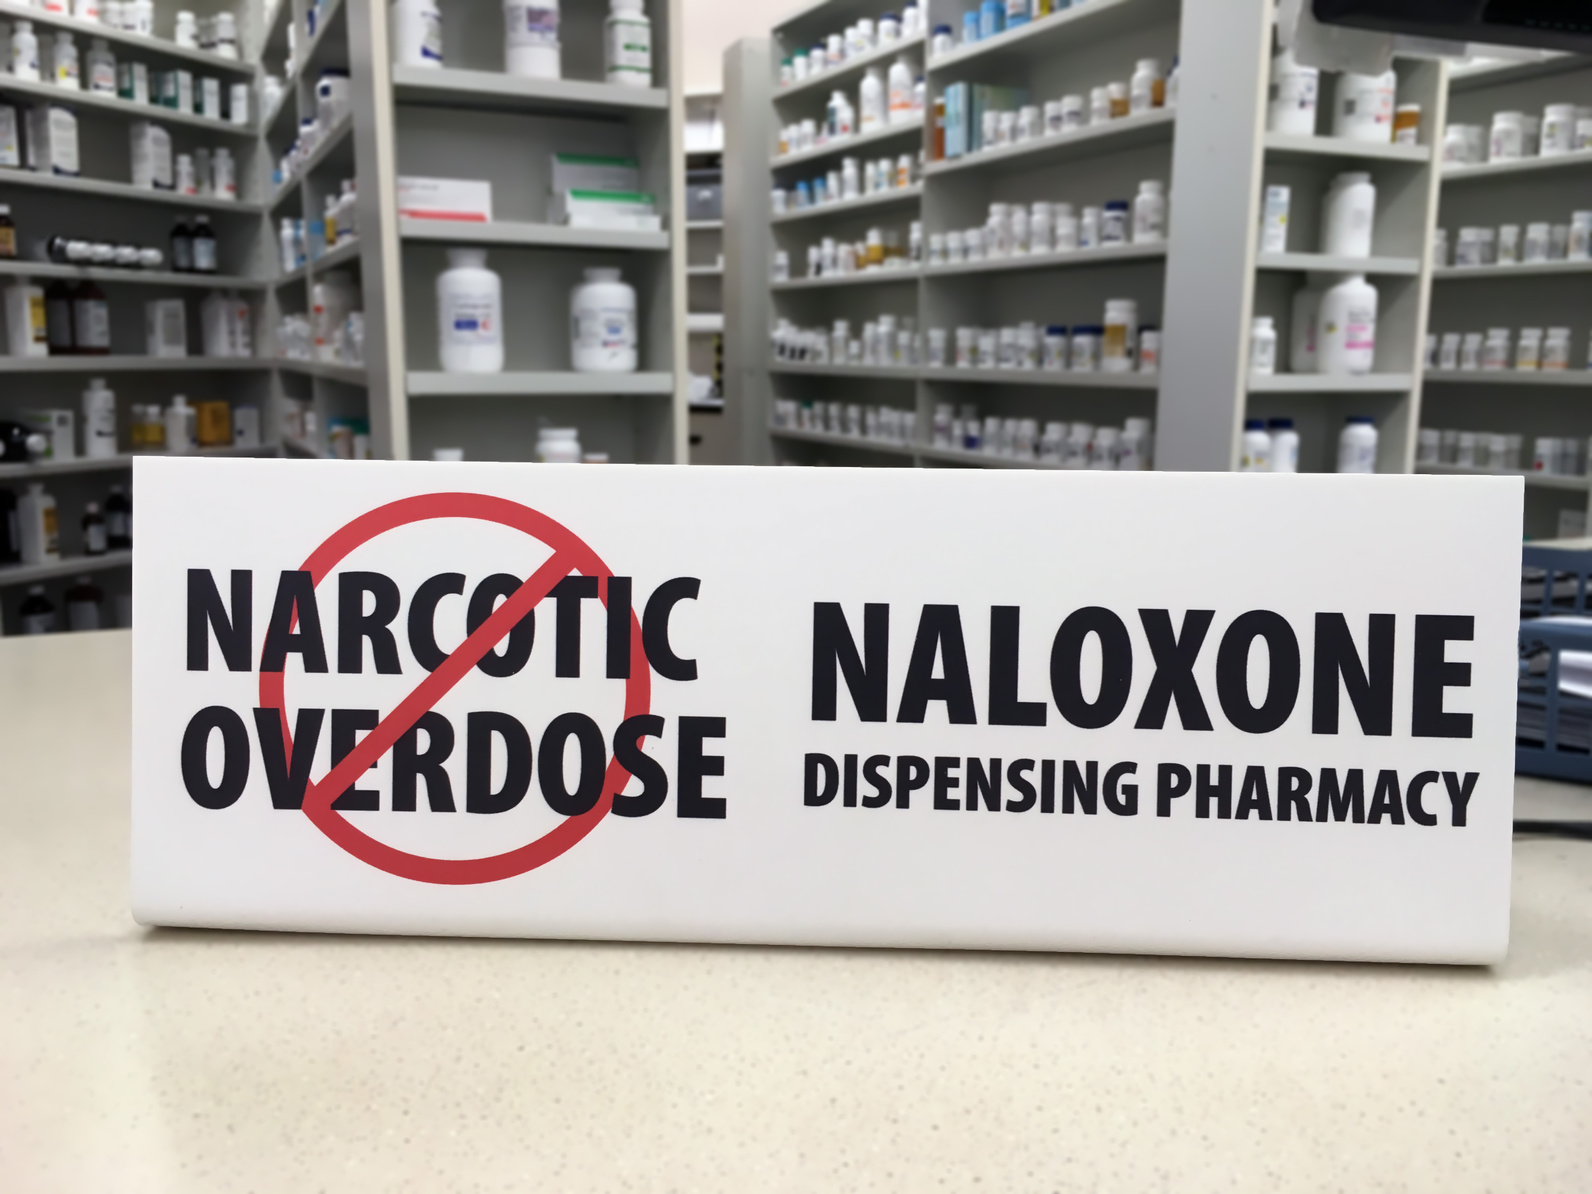 NARCOTIC
OVERDOSE
NALOXONE
DISPENSING PHARMACY